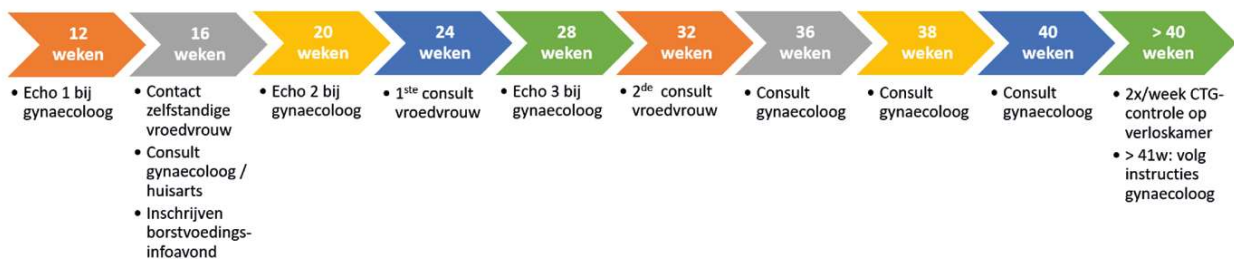 12
weken
16
weken
20
weken
24
weken
28
weken
32
weken
36
weken
38
weken
40
weken
> 40
weken
• Echo 1 bij
gynaecoloog
• Contact
zelfstandige
vroedvrouw
• Consult
gynaecoloog /
huisarts
• Inschrijven
borstvoedings-
infoavond
• Echo 2 bij
gynaecoloog
• 1ste consult
vroedvrouw
• Echo 3 bij
gynaecoloog
• 2de consult
vroedvrouw
• Consult
gynaecoloog
• Consult
gynaecoloog
• Consult
gynaecoloog
• 2x/week CTG-
controle op
verloskamer
• > 41w: volg
instructies
gynaecoloog